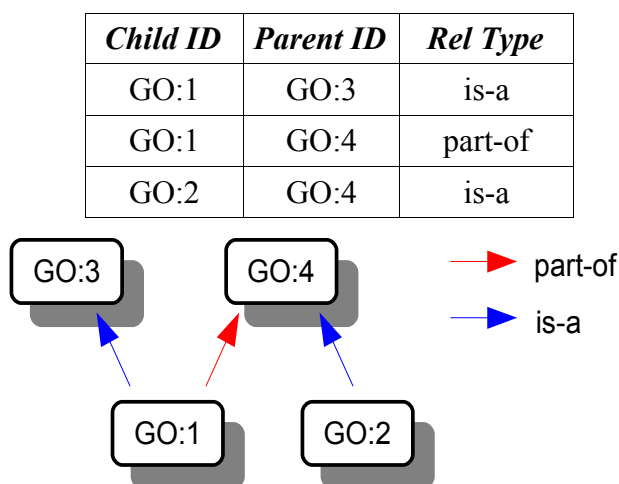 Child ID Parent ID Rel Type
GO:1 GO:3 is-a
GO:1 GO:4 part-of
GO:2 GO:4 is-a
GO:3 GO:4 part-of
is-a
GO:1 GO:2